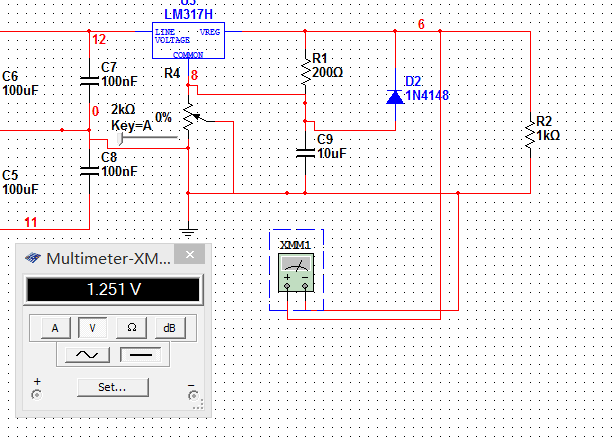 U3
LM317H
LINE VREG
VOLTAGE
COMMON
6
12
C7
100nF
C6
100uF
R4
8
R1
200Ω
D2
1N4148
0
2kΩ
0%
Key=A
R2
1kΩ
C9
10uF
C8
100nF
C5
100uF
11
XMM1
+ −
Multimeter-XM...
1.251 V
A V Ω dB
Set...
+ −